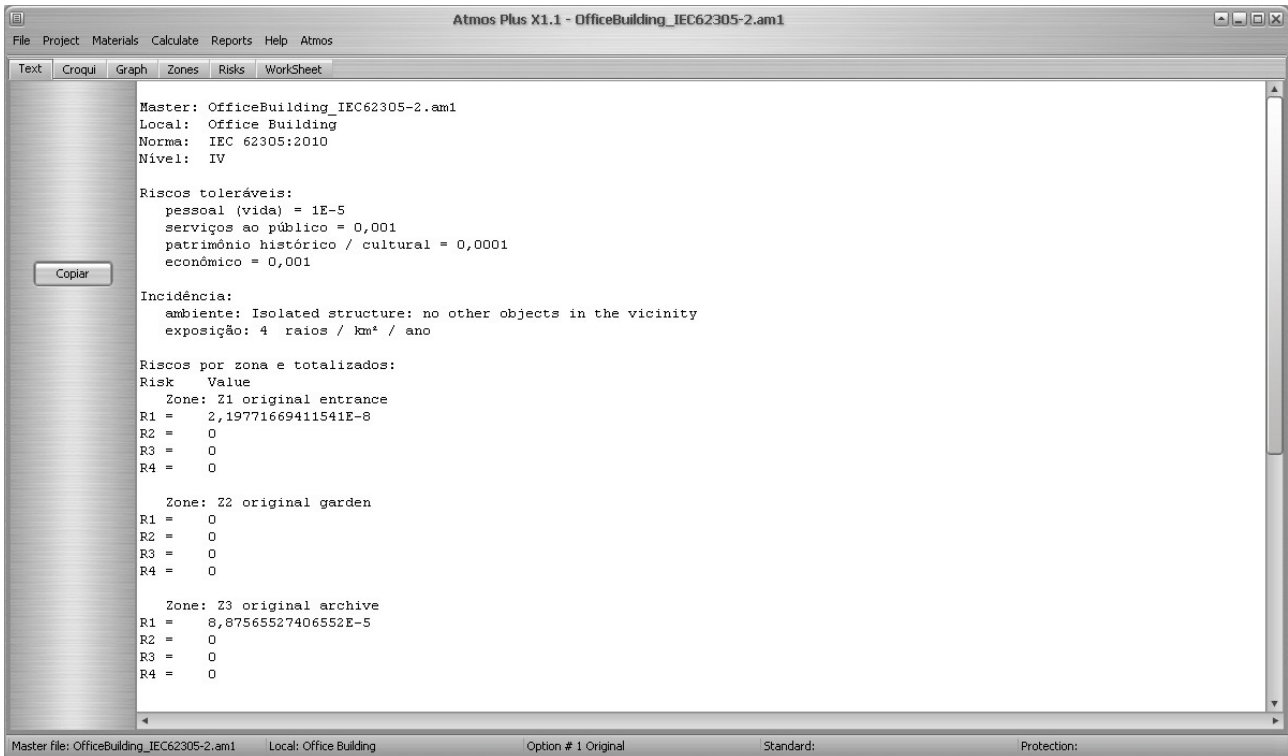 Atmos Plus X1.1 - OfficeBuilding_IEC62305-2.am1
File Project Materials Calculate Reports Help Atmos
Text Croqui Graph Zones Risks WorkSheet
Master: OfficeBuilding_IEC62305-2.am1
Local: Office Building
Norma: IEC 62305:2010
Nível: IV
Riscos toleráveis:
pessoal (vida) = 1E-5
serviços ao público = 0,001
patrimônio histórico / cultural = 0,0001
econômico = 0,001
Copiar
Incidência:
ambiente: Isolated structure: no other objects in the vicinity
exposição: 4 raios / km² / ano
Riscos por zona e totalizados:
Risk Value
Zone: Z1 original entrance
R1 = 2,19771669411541E-8
R2 = 0
R3 = 0
R4 = 0
Zone: Z2 original garden
R1 = 0
R2 = 0
R3 = 0
R4 = 0
Zone: Z3 original archive
R1 = 8,87565527406552E-5
R2 = 0
R3 = 0
R4 = 0
Master file: OfficeBuilding_IEC62305-2.am1 Local: Office Building Option # 1 Original Standard: Protection: